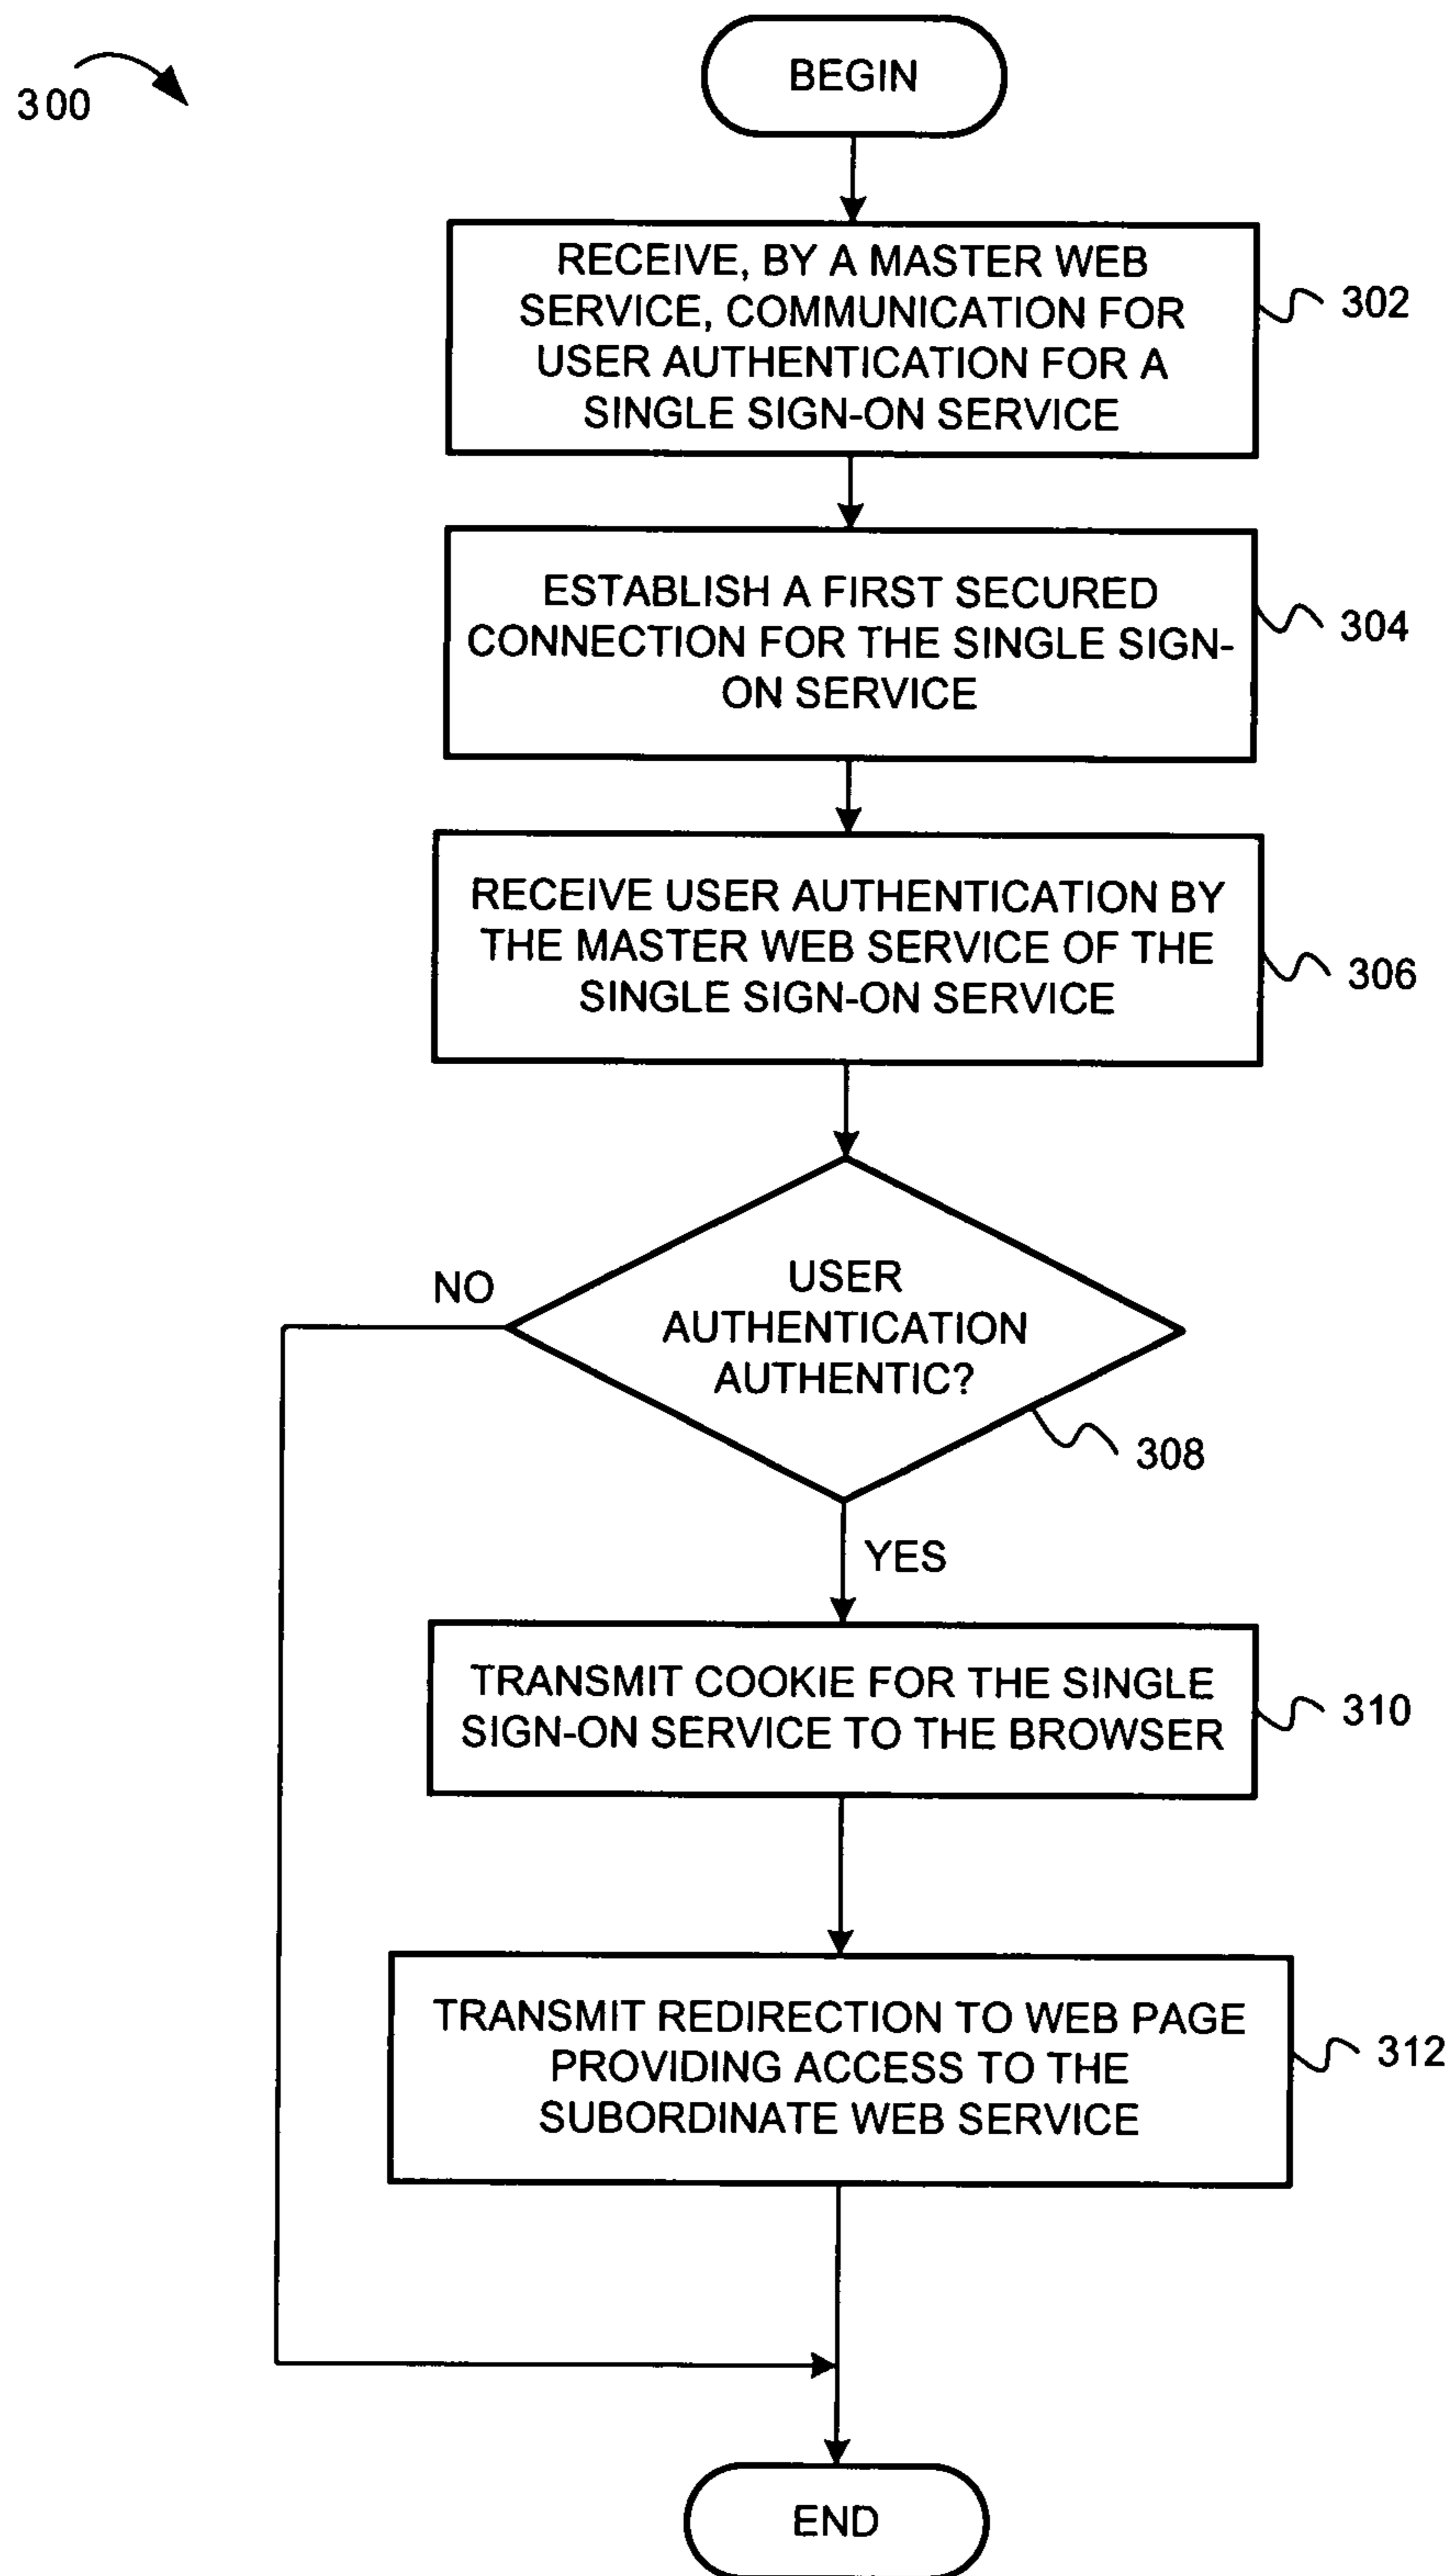 300
BEGIN
RECEIVE, BY A MASTER WEB
SERVICE, COMMUNICATION FOR
USER AUTHENTICATION FOR A
SINGLE SIGN-ON SERVICE
302
ESTABLISH A FIRST SECURED
CONNECTION FOR THE SINGLE SIGN-
ON SERVICE
304
RECEIVE USER AUTHENTICATION BY
THE MASTER WEB SERVICE OF THE
SINGLE SIGN-ON SERVICE
306
NO
USER
AUTHENTICATION
AUTHENTIC?
308
YES
TRANSMIT COOKIE FOR THE SINGLE
SIGN-ON SERVICE TO THE BROWSER
310
TRANSMIT REDIRECTION TO WEB PAGE
PROVIDING ACCESS TO THE
SUBORDINATE WEB SERVICE
312
END